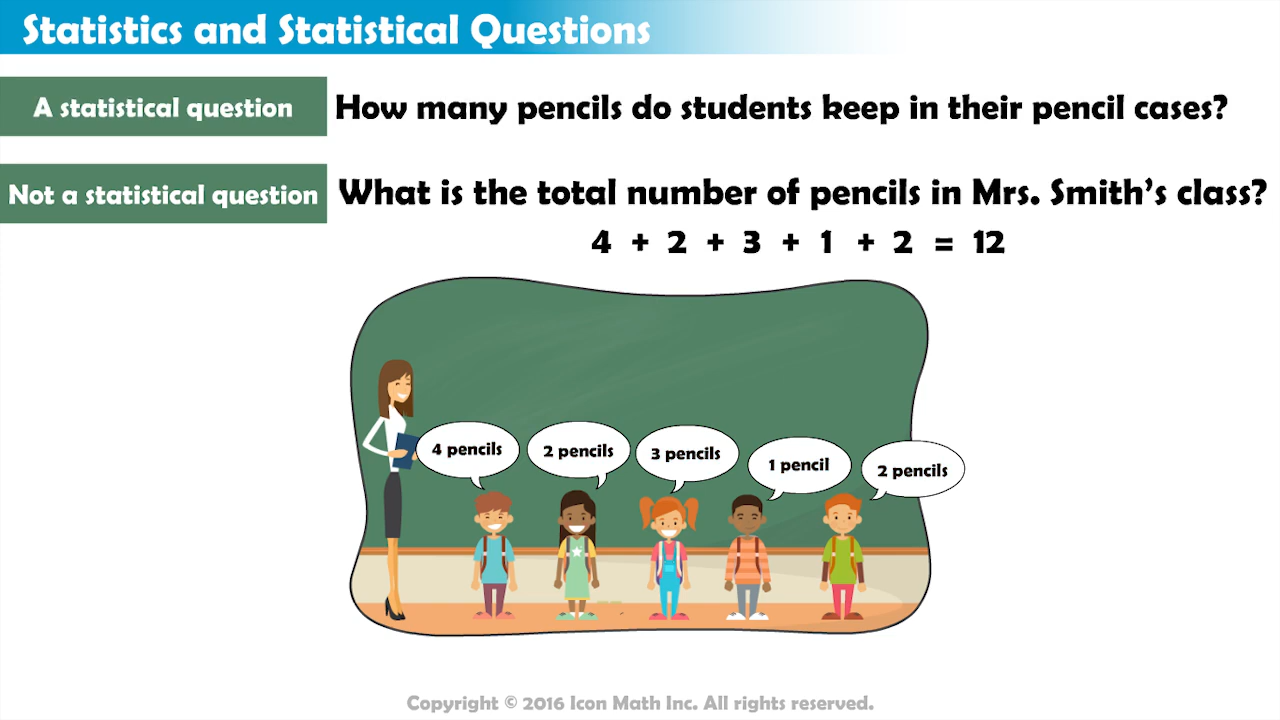 Statistics and Statistical Questions
A statistical question
How many pencils do students keep in their pencil cases?
Not a statistical question
What is the total number of pencils in Mrs. Smith's class?
4 + 2 + 3 + 1 + 2 = 12
4 pencils
2 pencils
3 pencils
1 pencil
2 pencils
Copyright © 2016 Icon Math Inc. All rights reserved.